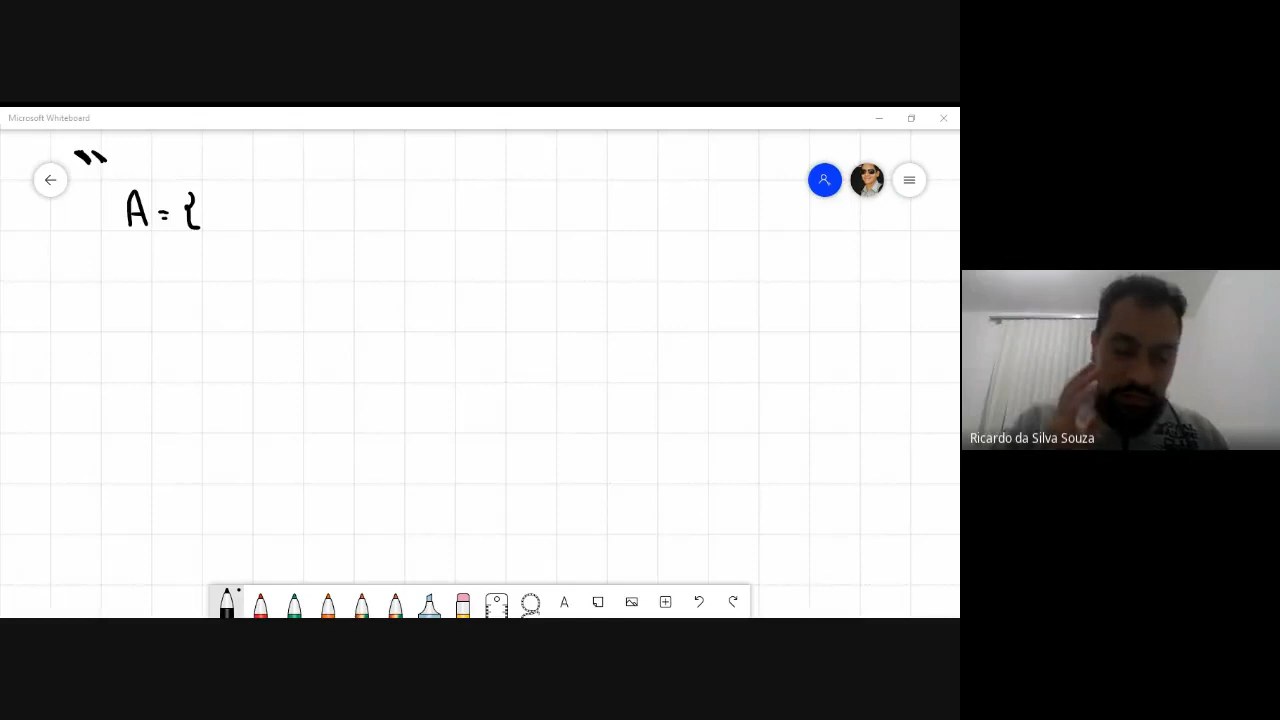 Microsoft Whiteboard
"
A = {
A
Ricardo da Silva Souza